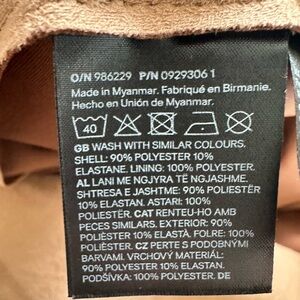 O/N 986229 P/N 0929306 1
Made in Myanmar. Fabriqué en Birmanie.
Hecho en Unión de Myanmar.
40
GB WASH WITH SIMILAR COLOURS.
SHELL: 90% POLYESTER 10%
ELASTANE. LINING: 100% POLYESTER.
AL LANI ME NGJYRA TË NGJASHME.
SHTRESA E JASHTME: 90% POLIESTËR
10% ELASTAN. ASTARI: 100%
POLIESTËR. CAT RENTEU-HO AMB
PECES SIMILARS. EXTERIOR: 90%
POLIÈSTER 10% ELASTÀ. FOLRE: 100%
POLIÈSTER. CZ PERTE S PODOBNÝMI
BARVAMI. VRCHOVÝ MATERIÁL:
90% POLYESTER 10% ELASTAN.
PODŠÍVKA: 100% POLYESTER. DE